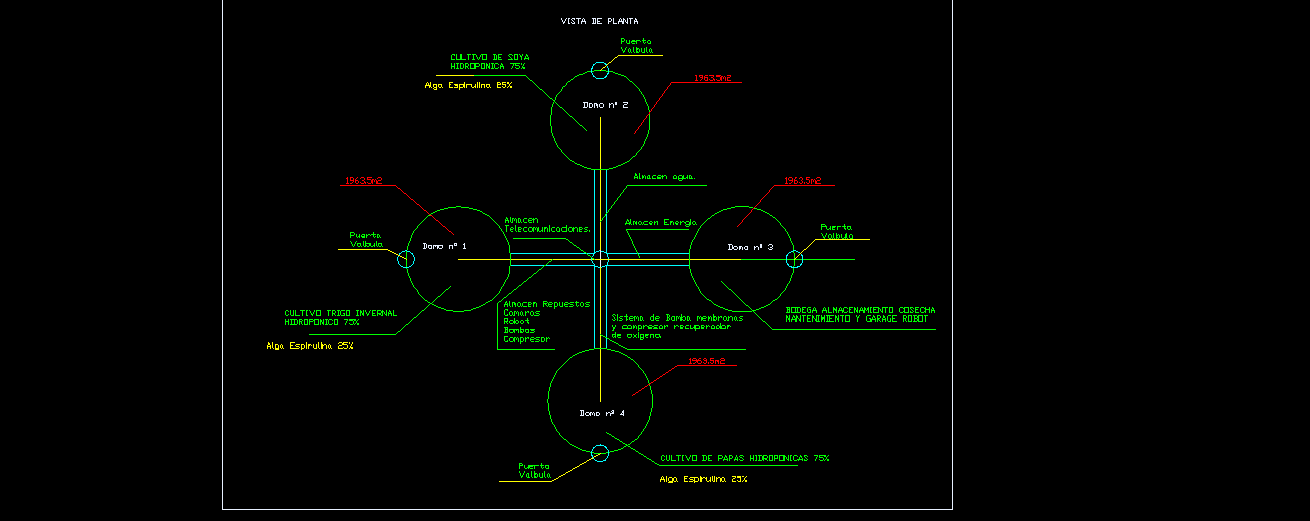 VISTA DE PLANTA
Puerta
Valbula
CULTIVO DE SOYA
HIDROPONICA 75%
Alga Espirulina 25%
1963.5m2
Domo nº 2
Almacen agua.
1963.5m2
1963.5m2
Almacen
Telecomunicaciones.
Almacen Energia
Puerta
Valbula
Domo nº 1
Domo nº 3
Puerta
Valbula
CULTIVO TRIGO INVERNAL
HIDROPONICO 75%
Alga Espirulina 25%
Almacen Repuestos
Camaras
Robot
Bombas
Compresor
Sistema de Bamba membranas
y compresor recuperador
de oxigeno
BODEGA ALMACENAMIENTO COSECHA
MANTENIMIENTO Y GARAGE ROBOT
1963.5m2
Domo nº 4
CULTIVO DE PAPAS HIDROPONICAS 75%
Alga Espirulina 25%
Puerta
Valbula